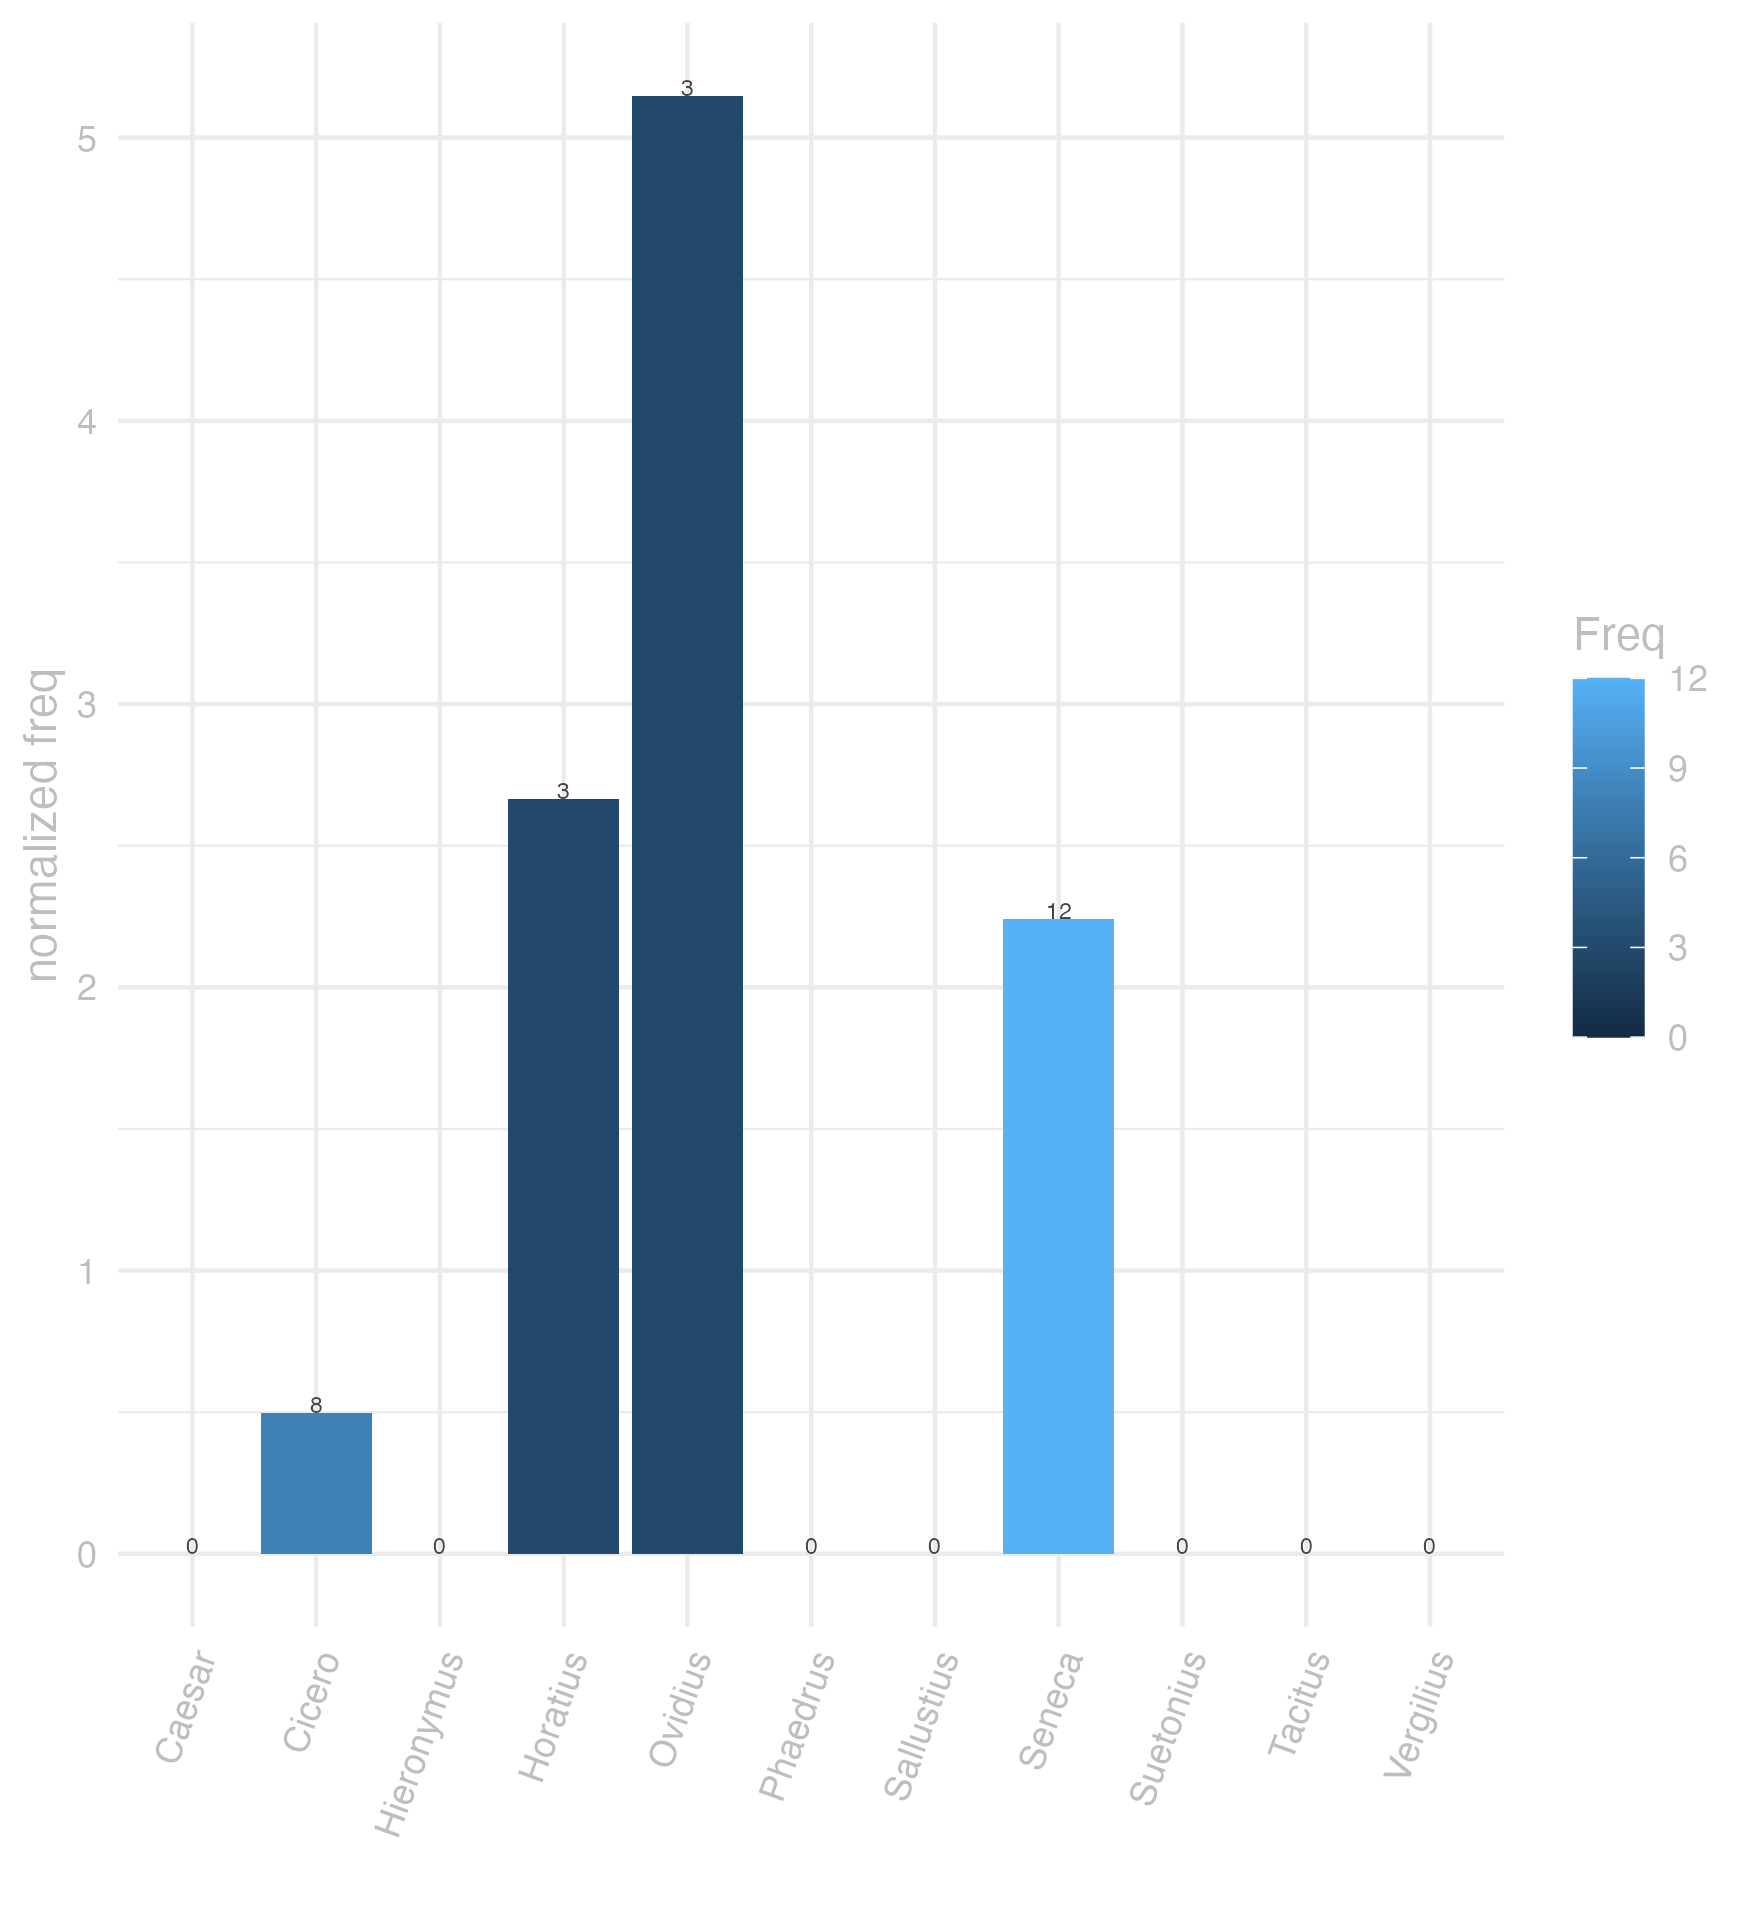 normalized freq
5
4
3
2
1
0
3
3
12
8
0
0
0
0
0
0
0
Caesar
Cicero
Hieronymus
Horatius
Ovidius
Phaedrus
Sallustius
Seneca
Suetonius
Tacitus
Vergilius
Freq
12
9
6
3
0